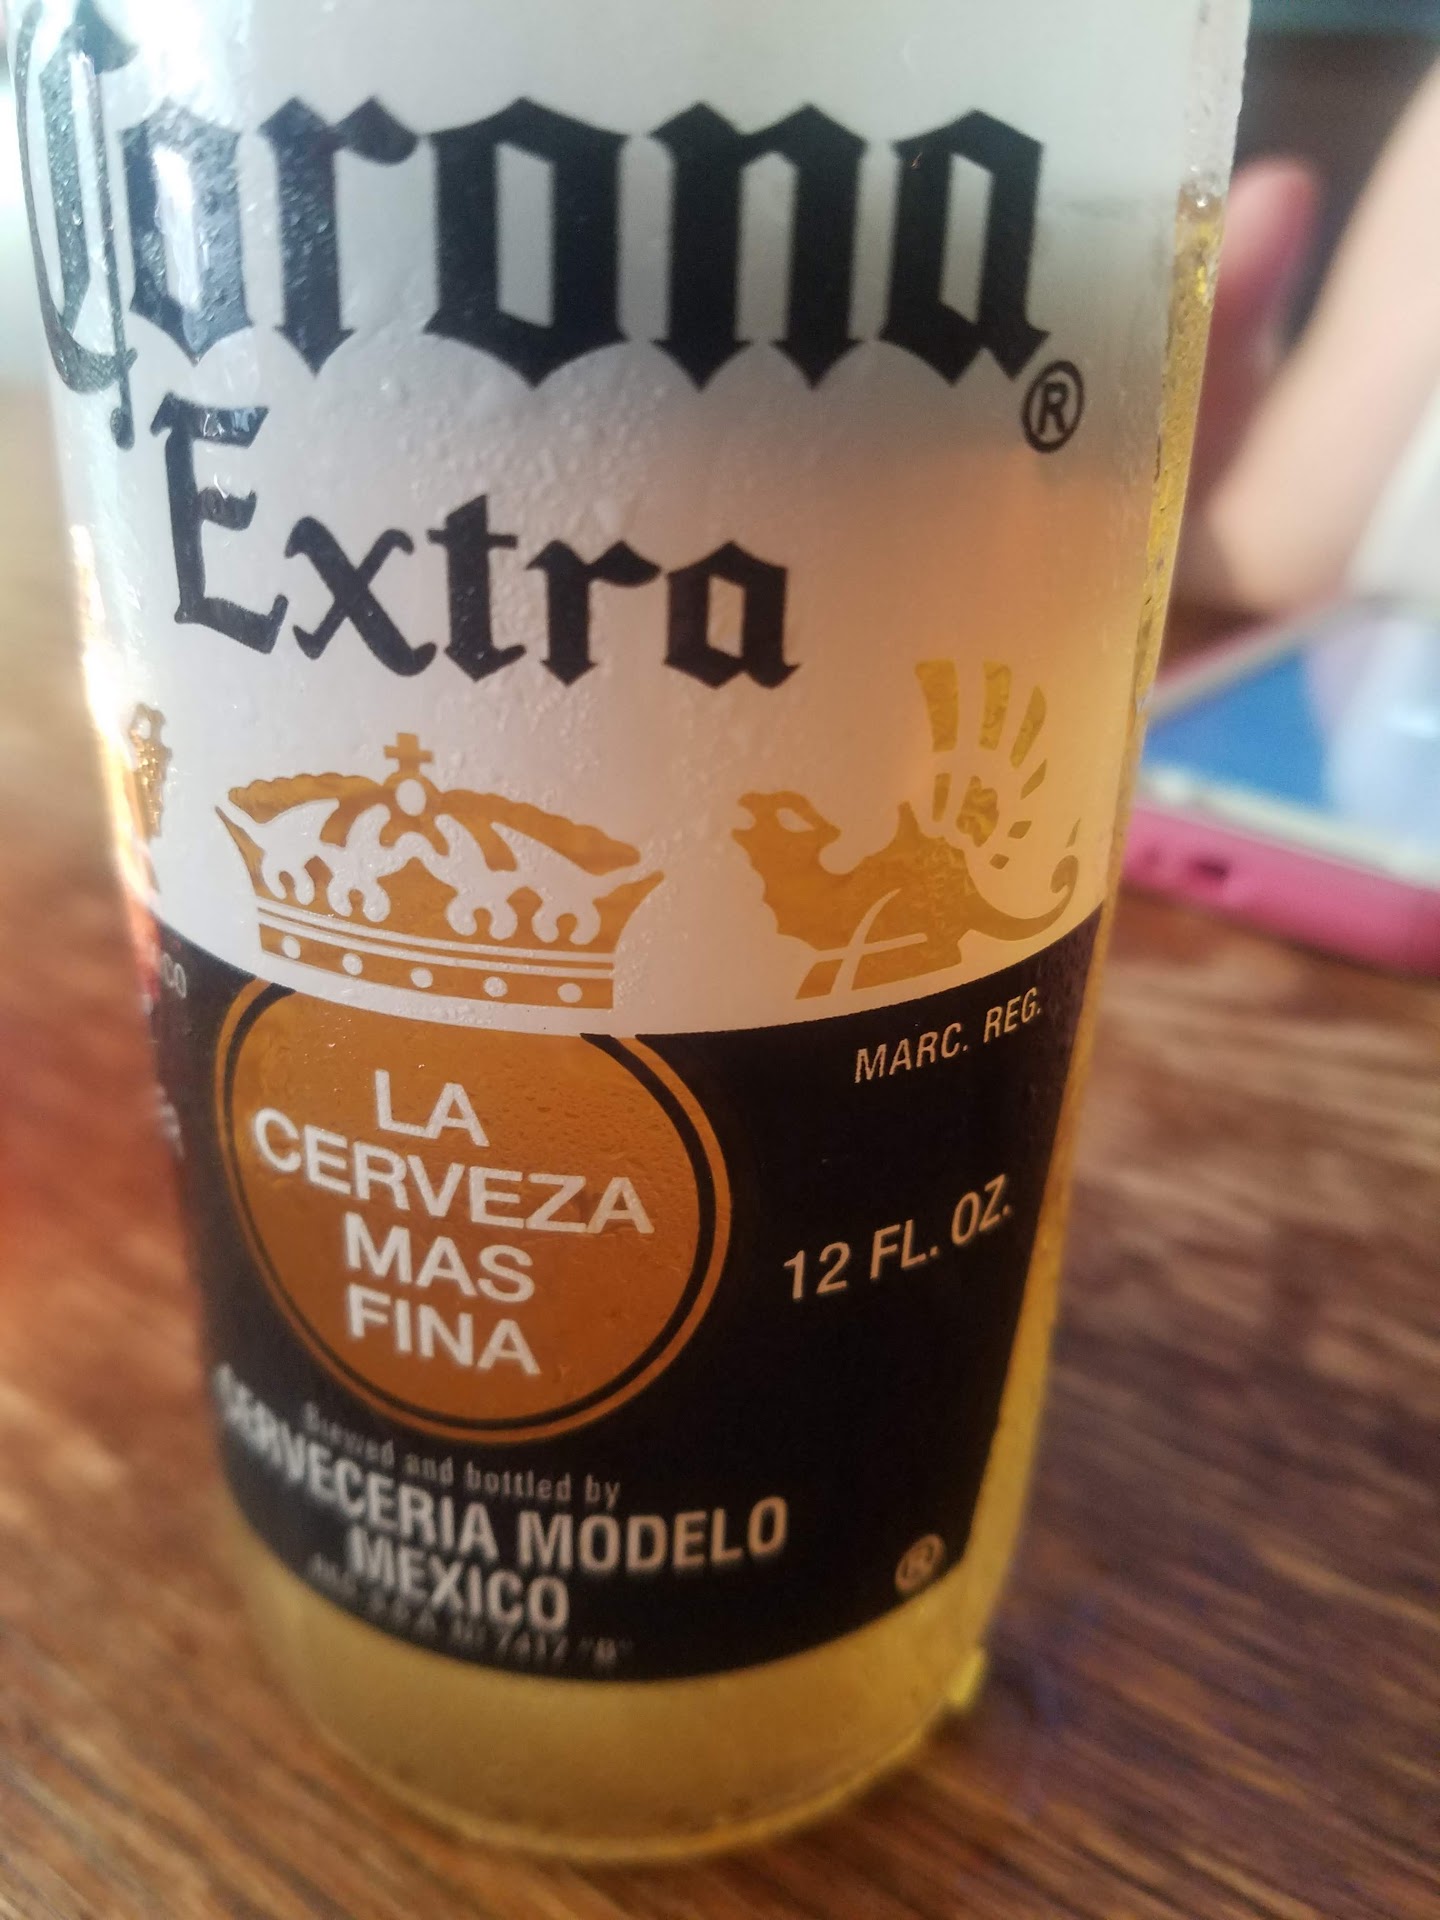 Corona
®
Extra
MARC. REG.
LA
CERVEZA
MAS
FINA
12 FL. OZ.
Brewed and bottled by
CERVECERIA MODELO
MEXICO
®